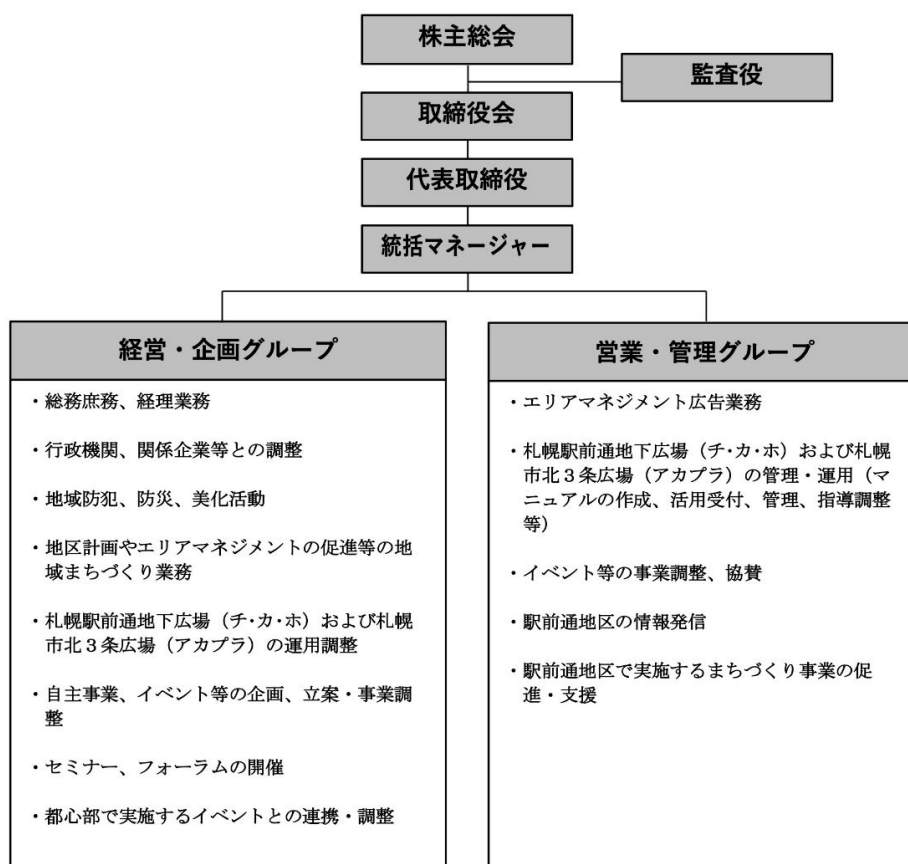 株主総会
監査役
取締役会
代表取締役
統括マネージャー
経営・企画グループ
・総務庶務、経理業務
・行政機関、関係企業等との調整
・地域防犯、防災、美化活動
・地区計画やエリアマネジメントの促進等の地
域まちづくり業務
・札幌駅前通地下広場（チ・カ・ホ）および札幌
市北３条広場（アカプラ）の運用調整
・自主事業、イベント等の企画、立案・事業調
整
・セミナー、フォーラムの開催
・都心部で実施するイベントとの連携・調整
営業・管理グループ
・エリアマネジメント広告業務
・札幌駅前通地下広場（チ・カ・ホ）および札幌
市北３条広場（アカプラ）の管理・運用（マ
ニュアルの作成、活用受付、管理、指導調整
等）
・イベント等の事業調整、協賛
・駅前通地区の情報発信
・駅前通地区で実施するまちづくり事業の促
進・支援